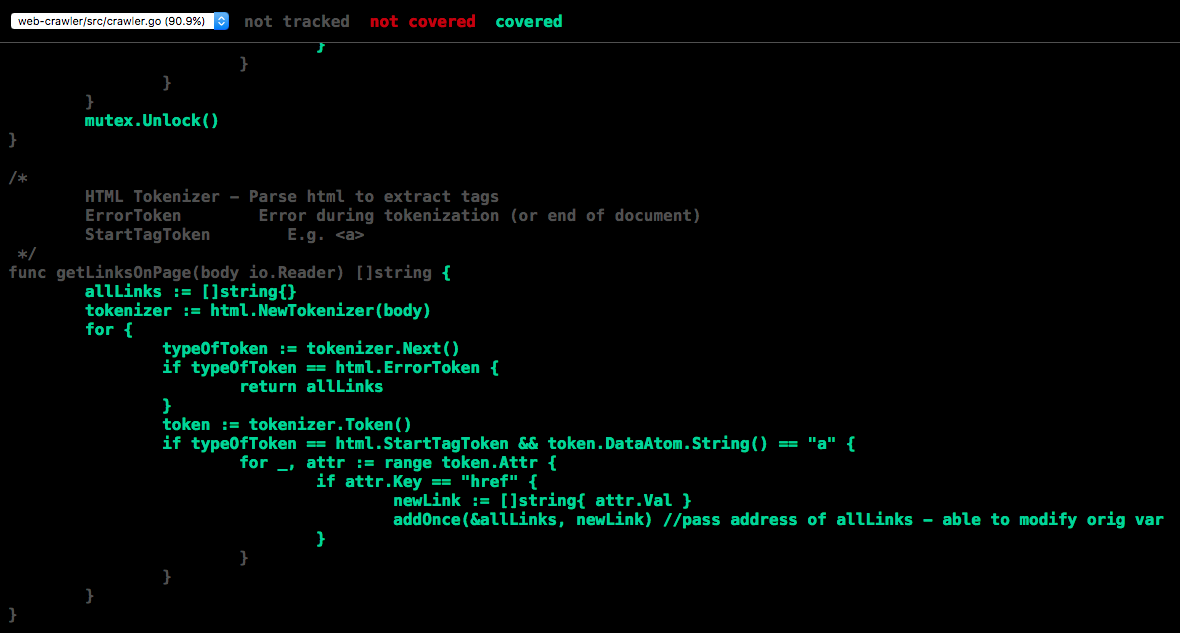 web-crawler/src/crawler.go (90.9%) not tracked not covered covered
}
}
}
}
mutex.Unlock()
}
/*
HTML Tokenizer – Parse html to extract tags
ErrorToken Error during tokenization (or end of document)
StartTagToken E.g. <a>
*/
func getLinksOnPage(body io.Reader) []string {
allLinks := []string{}
tokenizer := html.NewTokenizer(body)
for {
typeOfToken := tokenizer.Next()
if typeOfToken == html.ErrorToken {
return allLinks
}
token := tokenizer.Token()
if typeOfToken == html.StartTagToken && token.DataAtom.String() == "a" {
for _, attr := range token.Attr {
if attr.Key == "href" {
newLink := []string{ attr.Val }
addOnce(&allLinks, newLink) //pass address of allLinks – able to modify orig var
}
}
}
}
}